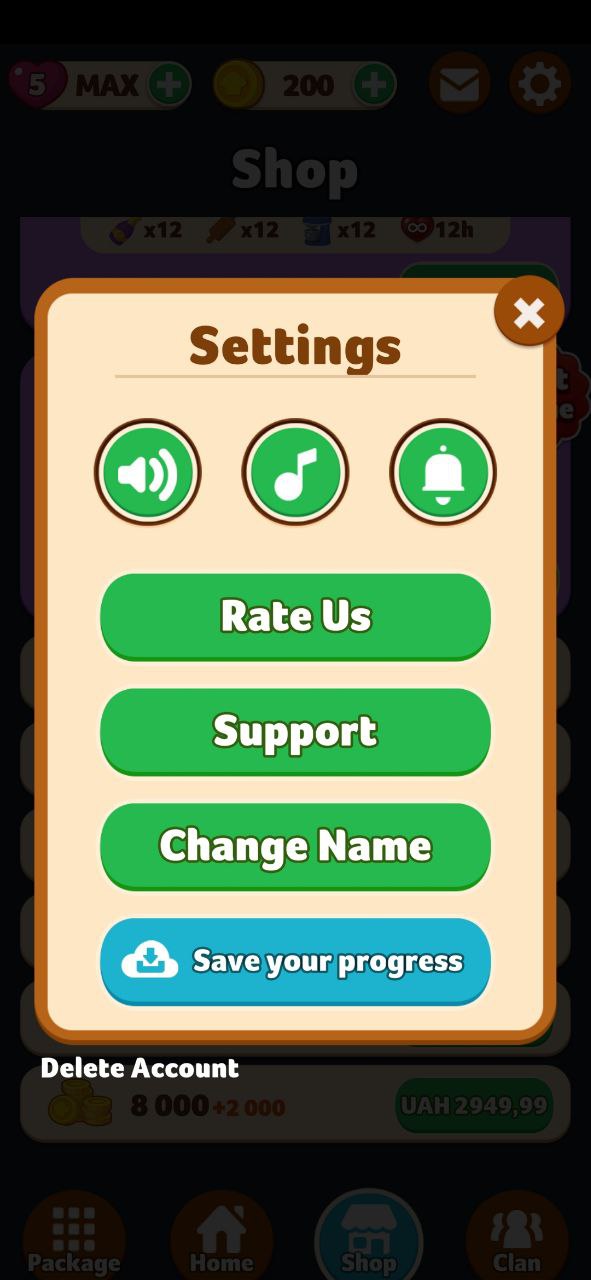 5 MAX 200
Shop
x12 x12 x12 12h
Settings
Rate Us
Support
Change Name
Save your progress
Delete Account
8 000 +2 000 UAH 2949,99
Package Home Shop Clan